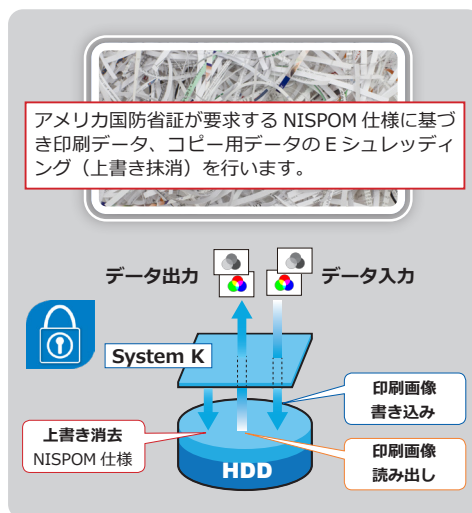 アメリカ国防省証が要求する NISPOM 仕様に基づ
き印刷データ、コピー用データの E シュレッディ
ング（上書き抹消）を行います。
データ出力
データ入力
System K
印刷画像
書き込み
上書き消去
NISPOM 仕様
HDD
印刷画像
読み出し